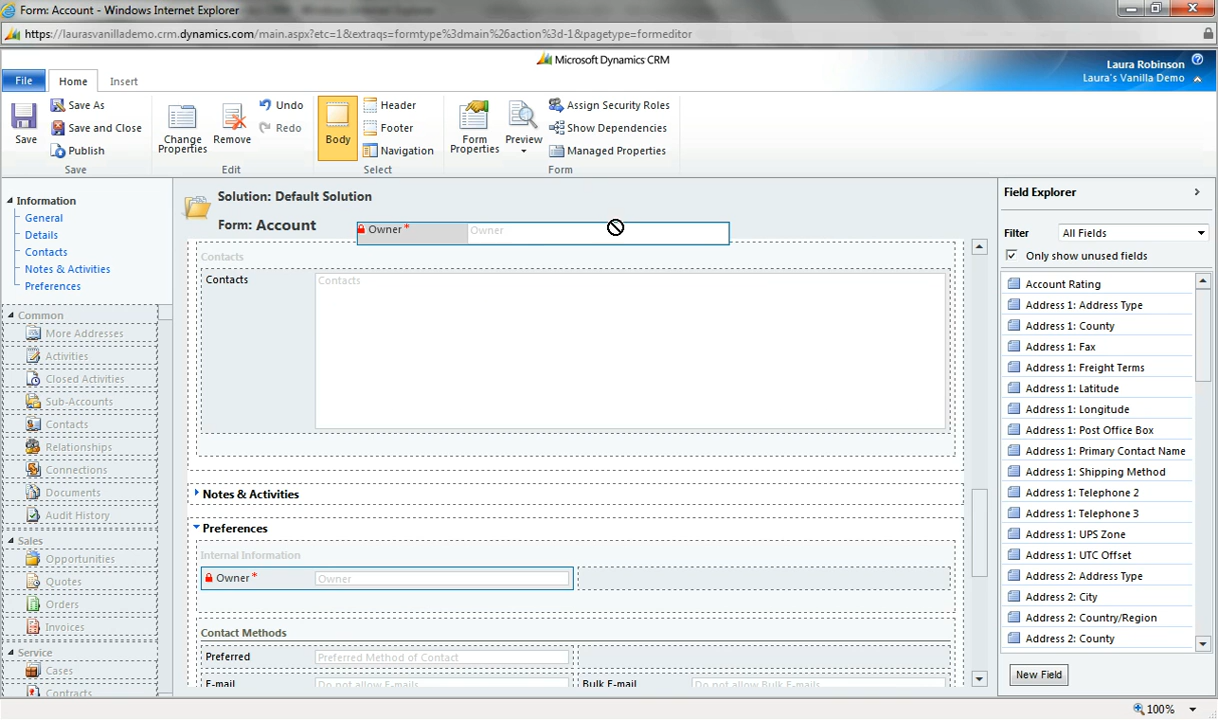 Form: Account - Windows Internet Explorer
https://laurasvanillademo.crm.dynamics.com/main.aspx?etc=1&extraqs=formtype%3dmain%26action%3d-1&pagetype=formeditor
Microsoft Dynamics CRM
Laura Robinson
Laura's Vanilla Demo
File Home Insert
Save
Save As
Save and Close
Publish
Save
Change Properties
Remove
Undo
Redo
Edit
Body
Header
Footer
Navigation
Select
Form Properties
Preview
Assign Security Roles
Show Dependencies
Managed Properties
Form
Information
General
Details
Contacts
Notes & Activities
Preferences
Common
More Addresses
Activities
Closed Activities
Sub-Accounts
Contacts
Relationships
Connections
Documents
Audit History
Sales
Opportunities
Quotes
Orders
Invoices
Service
Cases
Contracts
Solution: Default Solution
Form: Account
Owner * Owner
Contacts
Contacts Contacts
Notes & Activities
Preferences
Internal Information
Owner * Owner
Contact Methods
Preferred Preferred Method of Contact
E-mail Do not allow E-mails Bulk E-mail Do not allow Bulk E-mails
Field Explorer
Filter All Fields
Only show unused fields
Account Rating
Address 1: Address Type
Address 1: County
Address 1: Fax
Address 1: Freight Terms
Address 1: Latitude
Address 1: Longitude
Address 1: Post Office Box
Address 1: Primary Contact Name
Address 1: Shipping Method
Address 1: Telephone 2
Address 1: Telephone 3
Address 1: UPS Zone
Address 1: UTC Offset
Address 2: Address Type
Address 2: City
Address 2: Country/Region
Address 2: County
New Field
100%